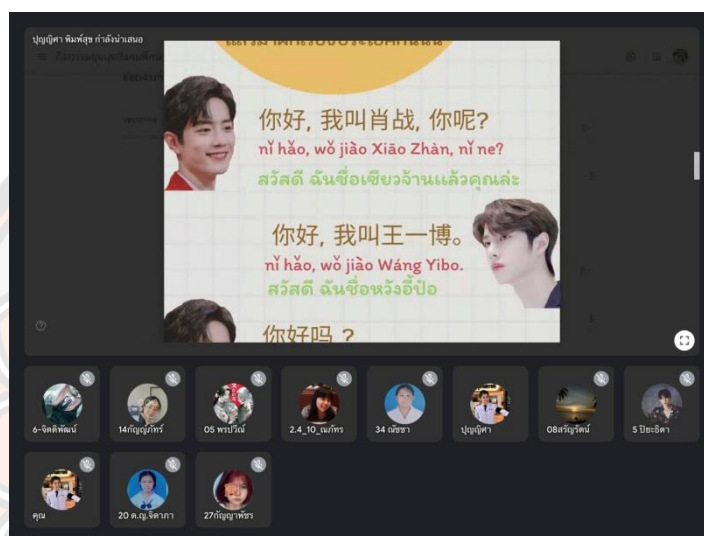 ปุญญิศา พิมพ์สุข กำลังนำเสนอ
你好, 我叫肖战, 你呢?
nǐ hǎo, wǒ jiào Xiāo Zhàn, nǐ ne?
สวัสดี ฉันชื่อเซียวจ้านแล้วคุณล่ะ
你好, 我叫王一博。
nǐ hǎo, wǒ jiào Wáng Yibo.
สวัสดี ฉันชื่อหวังอี้ป๋อ
你好吗 ?
6-จิตติพัฒน์
14กัญญ์ภัทร์
05 พรปวีณ์
2.4_10_ณภัทร
34 ณัชชา
ปุญญิศา
08สรัญรัตน์
5 ปิยะธิดา
คุณ
20 ด.ญ.จิดาภา
27กัญญาพัชร